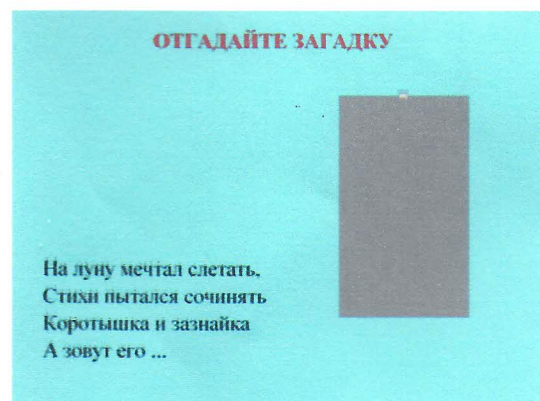 ОТГАДАЙТЕ ЗАГАДКУ
На луну мечтал слетать,
Стихи пытался сочинять
Коротышка и зазнайка
А зовут его ...